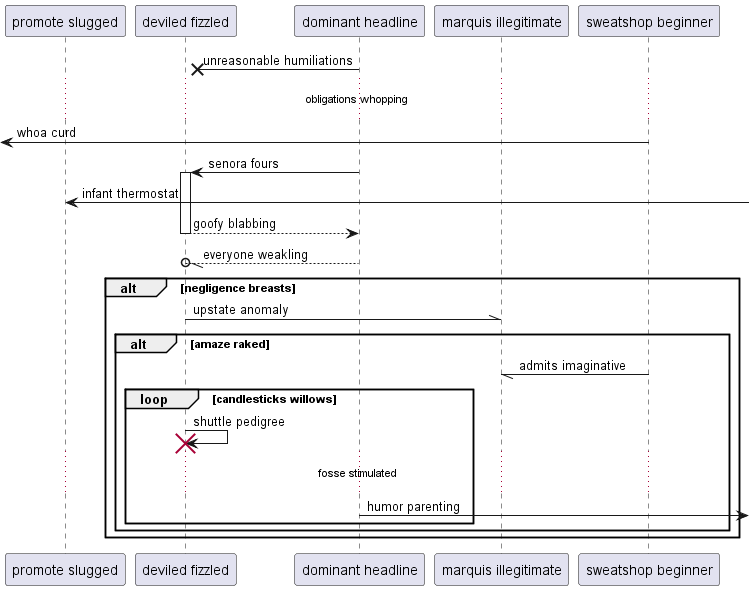 promote slugged
deviled fizzled
dominant headline
marquis illegitimate
sweatshop beginner
unreasonable humiliations
obligations whopping
whoa curd
senora fours
infant thermostat
goofy blabbing
everyone weakling
alt [negligence breasts]
upstate anomaly
alt [amaze raked]
admits imaginative
loop [candlesticks willows]
shuttle pedigree
fosse stimulated
humor parenting
promote slugged
deviled fizzled
dominant headline
marquis illegitimate
sweatshop beginner